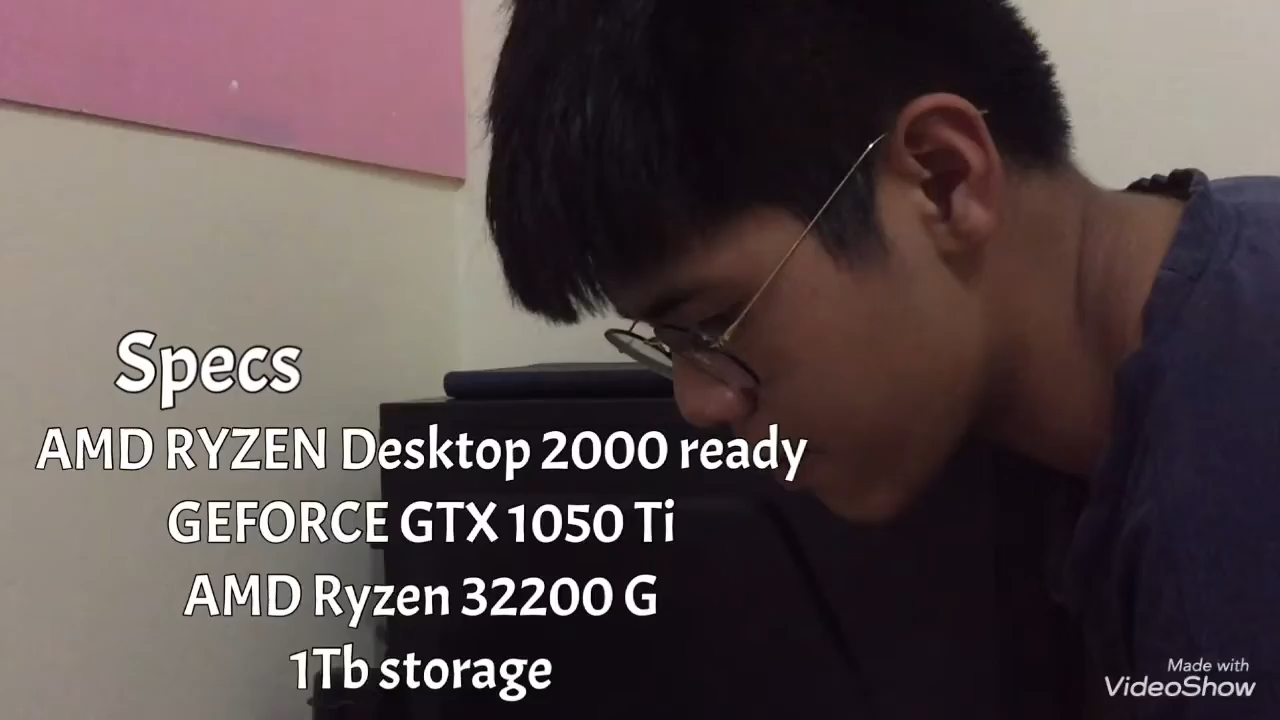 Specs
AMD RYZEN Desktop 2000 ready
GEFORCE GTX 1050 Ti
AMD Ryzen 32200 G
1Tb storage
Made with
VideoShow